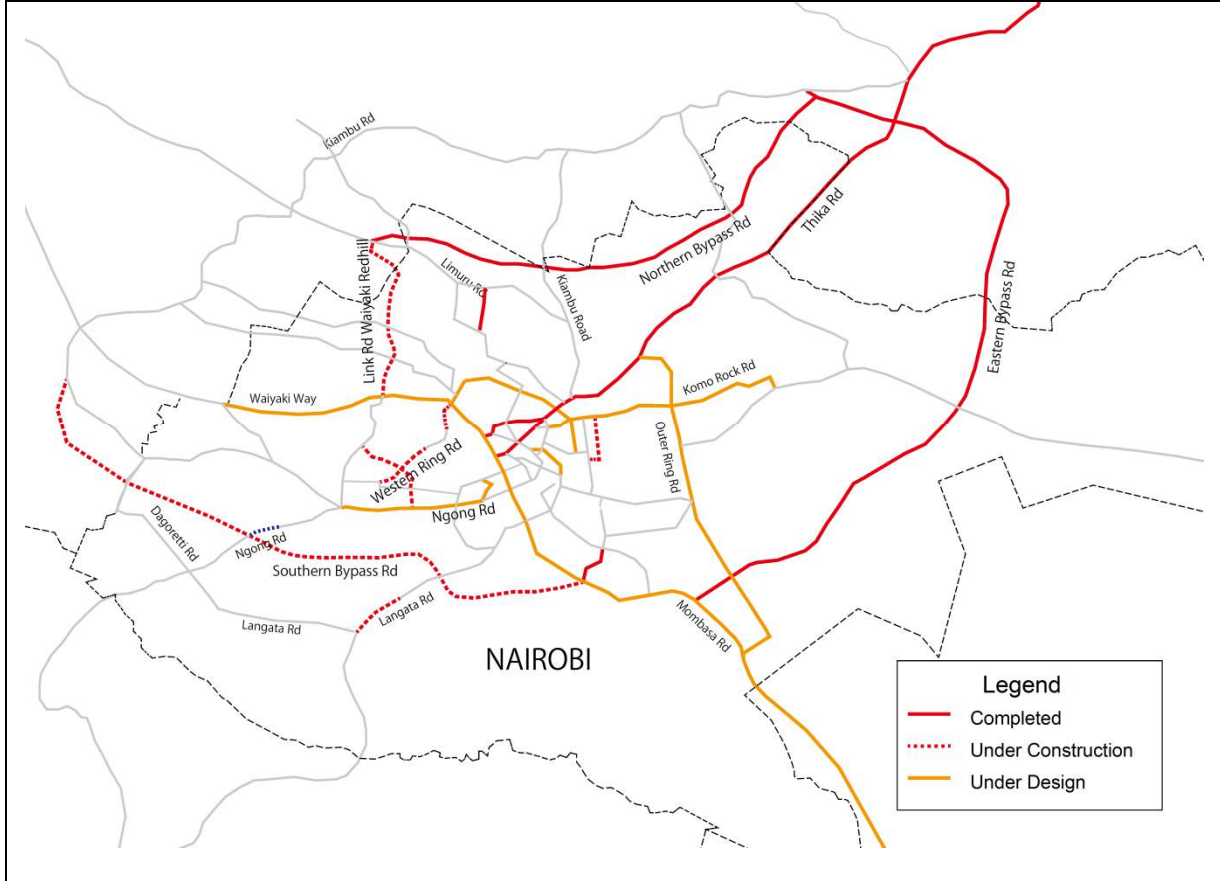 Kiambu Rd
Thika Rd
Northern Bypass Rd
Limuru Rd
Link Rd Waiyaki Redhill
Kiambu Road
Eastern Bypass Rd
Komo Rock Rd
Waiyaki Way
Outer Ring Rd
Western Ring Rd
Ngong Rd
Dagoretti Rd
Ngong Rd
Southern Bypass Rd
Langata Rd
Langata Rd
Mombasa Rd
NAIROBI
Legend
Completed
Under Construction
Under Design